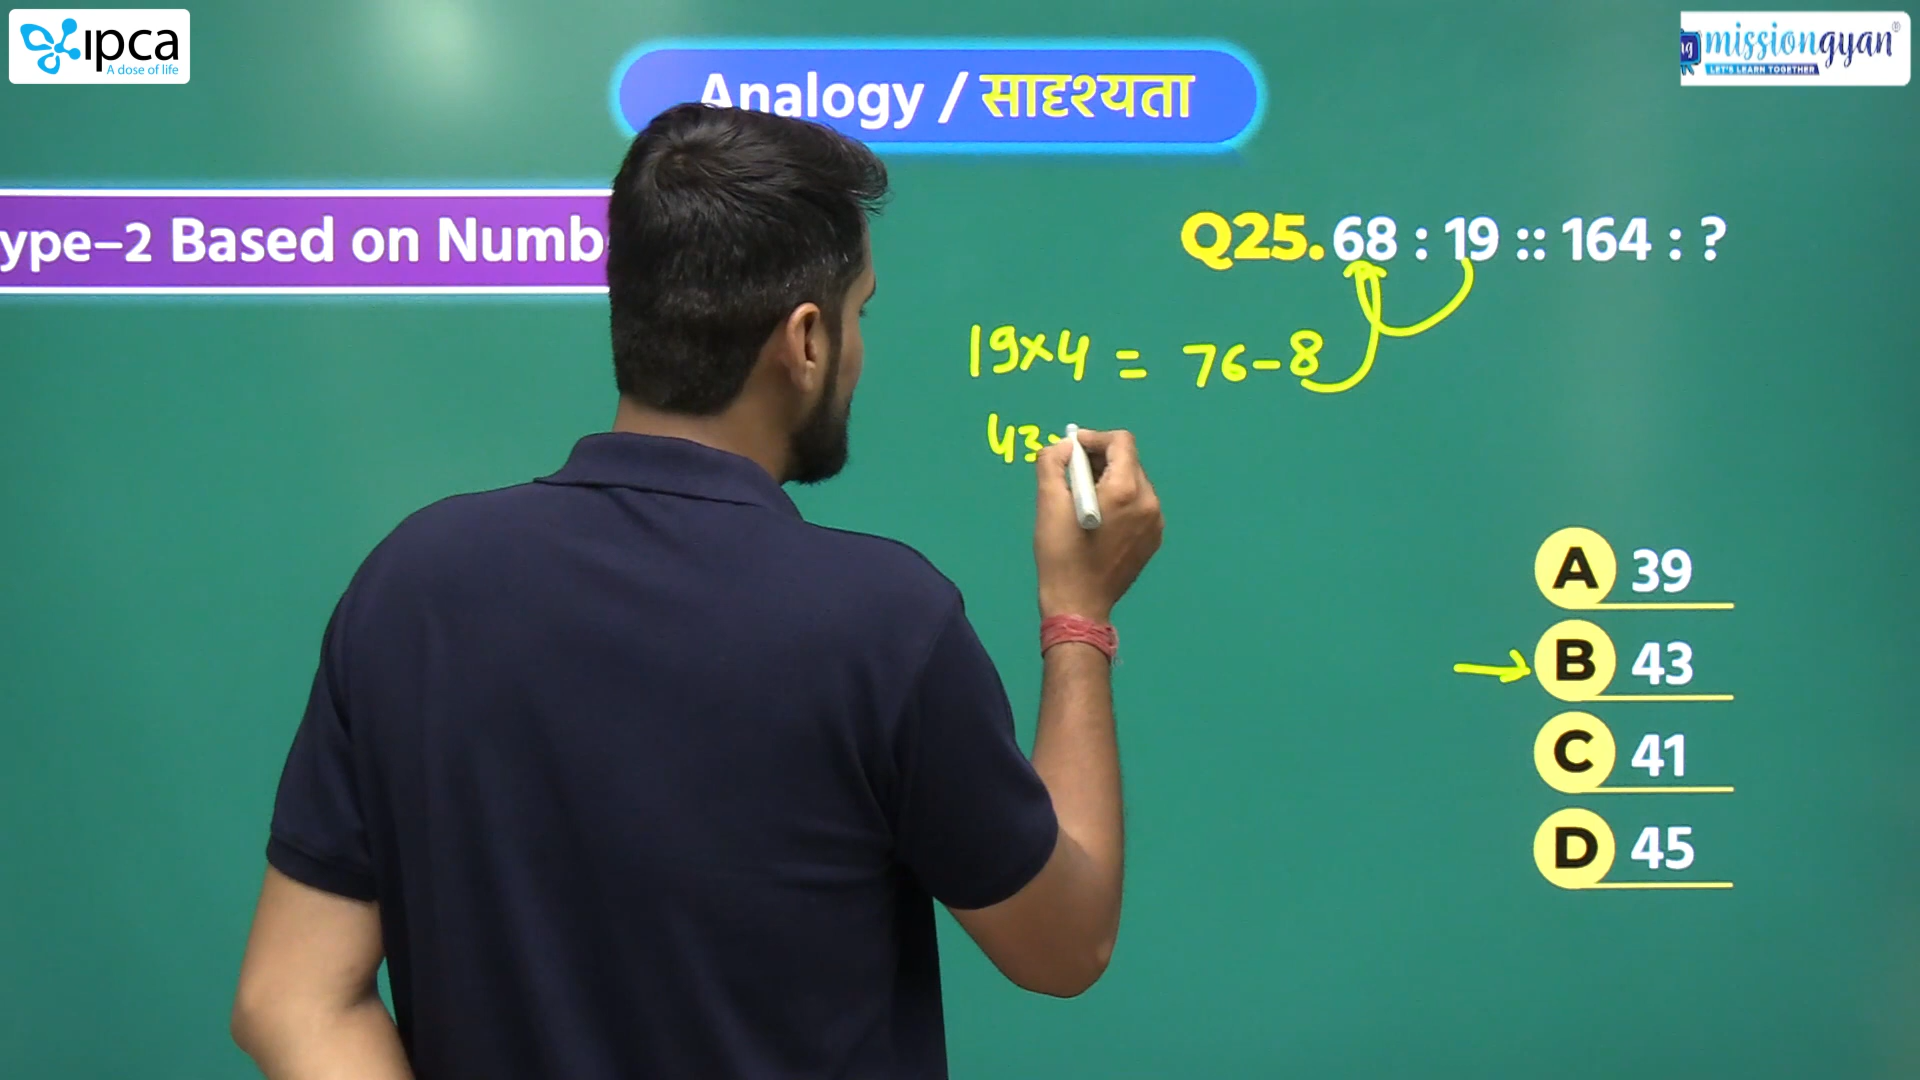 ipca
A dose of life
missiongyan®
LET'S LEARN TOGETHER
Analogy / सादृश्यता
ype–2 Based on Numb
Q25. 68 : 19 :: 164 : ?
19×4 = 76-8
43×
A 39
B 43
C 41
D 45